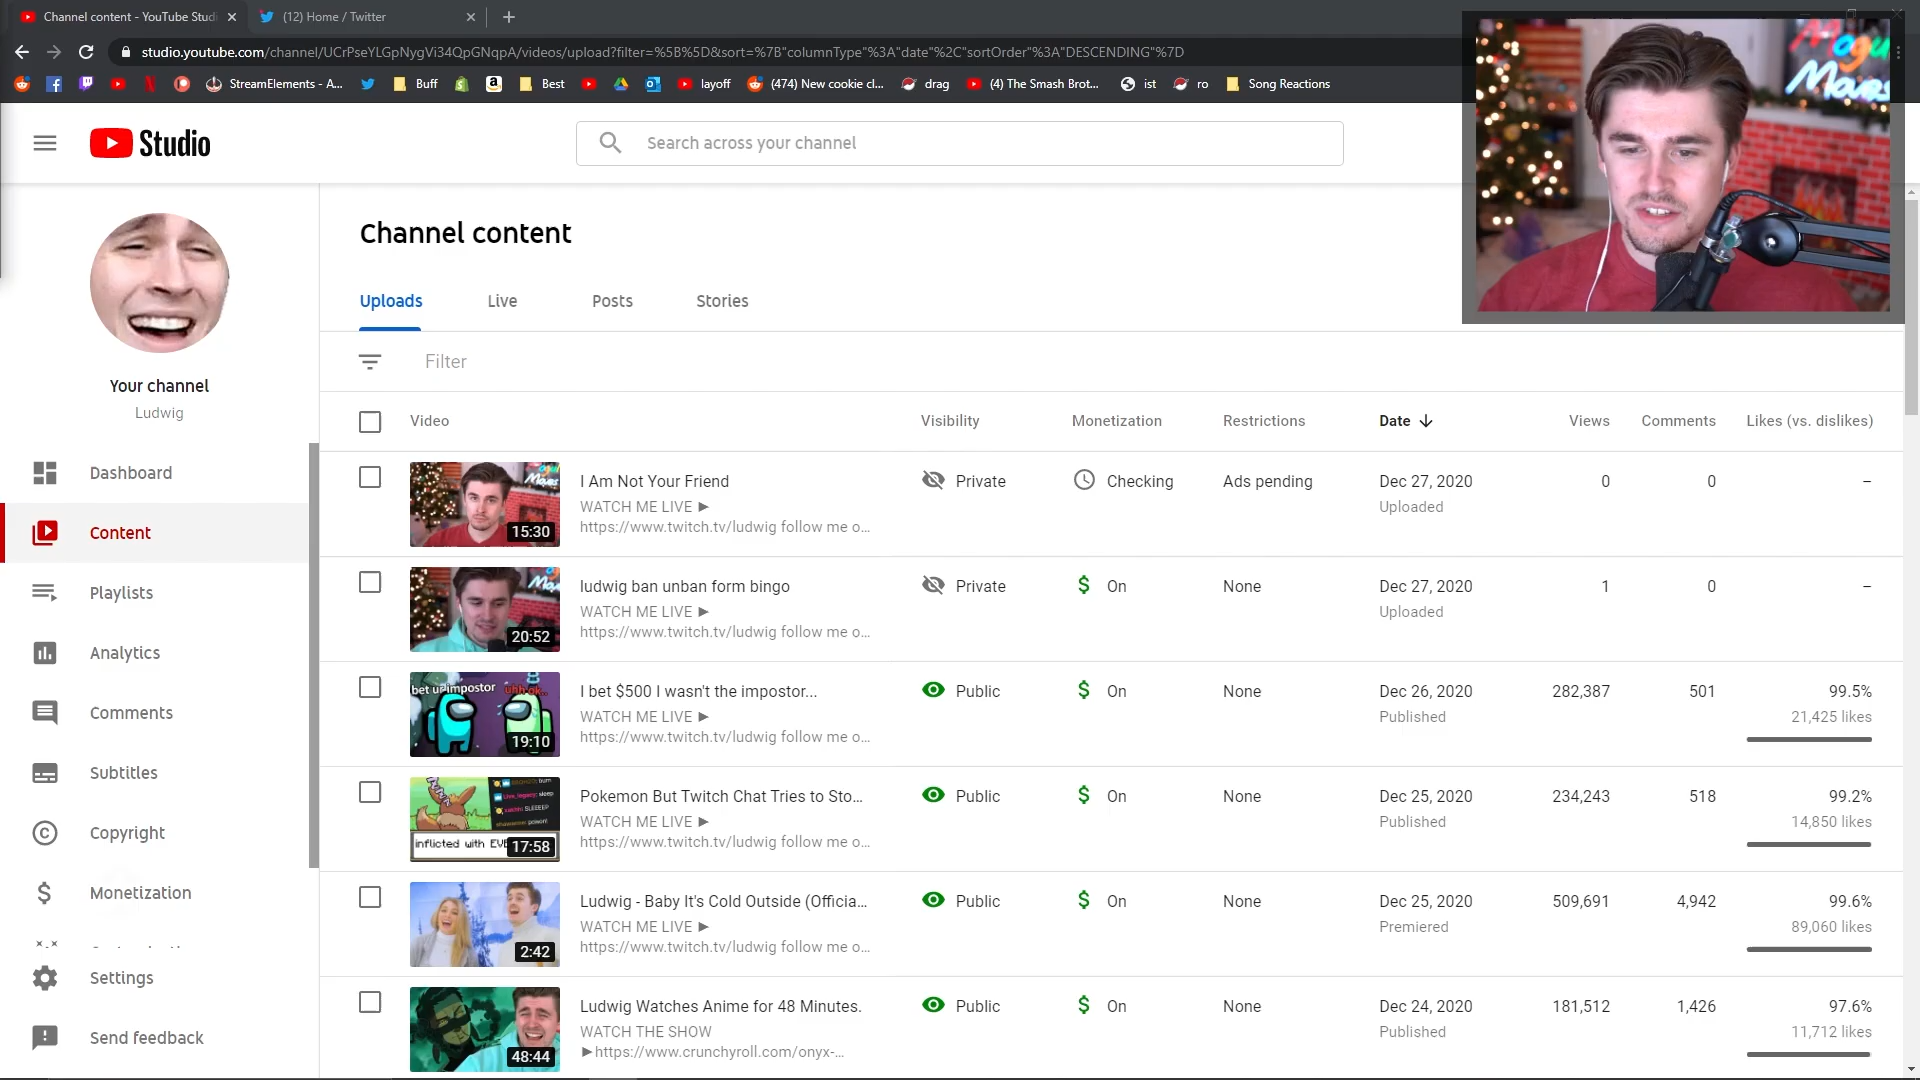 Channel content - YouTube Studi
(12) Home / Twitter
studio.youtube.com/channel/UCrPseYLGpNygVi34QpGNqpA/videos/upload?filter=%5B%5D&sort=%7B"columnType"%3A"date"%2C"sortOrder"%3A"DESCENDING"%7D
StreamElements - A... Buff Best layoff (474) New cookie cl... drag (4) The Smash Brot... ist ro Song Reactions
Mogul
Moves
Studio
Search across your channel
Channel content
Uploads Live Posts Stories
Filter
Your channel
Ludwig
Dashboard
Content
Playlists
Analytics
Comments
Subtitles
Copyright
Monetization
Settings
Send feedback
Video Visibility Monetization Restrictions Date Views Comments Likes (vs. dislikes)
I Am Not Your Friend Private Checking Ads pending Dec 27, 2020 0 0 –
WATCH ME LIVE ▶ Uploaded
https://www.twitch.tv/ludwig follow me o...
15:30
ludwig ban unban form bingo Private On None Dec 27, 2020 1 0 –
WATCH ME LIVE ▶ Uploaded
https://www.twitch.tv/ludwig follow me o...
20:52
bet ur impostor uhh ok..
I bet $500 I wasn't the impostor... Public On None Dec 26, 2020 282,387 501 99.5%
WATCH ME LIVE ▶ Published 21,425 likes
https://www.twitch.tv/ludwig follow me o...
19:10
Pokemon But Twitch Chat Tries to Sto... Public On None Dec 25, 2020 234,243 518 99.2%
WATCH ME LIVE ▶ Published 14,850 likes
https://www.twitch.tv/ludwig follow me o...
inflicted with
17:58
Ludwig - Baby It's Cold Outside (Officia... Public On None Dec 25, 2020 509,691 4,942 99.6%
WATCH ME LIVE ▶ Premiered 89,060 likes
https://www.twitch.tv/ludwig follow me o...
2:42
Ludwig Watches Anime for 48 Minutes. Public On None Dec 24, 2020 181,512 1,426 97.6%
WATCH THE SHOW Published 11,712 likes
▶https://www.crunchyroll.com/onyx-...
48:44